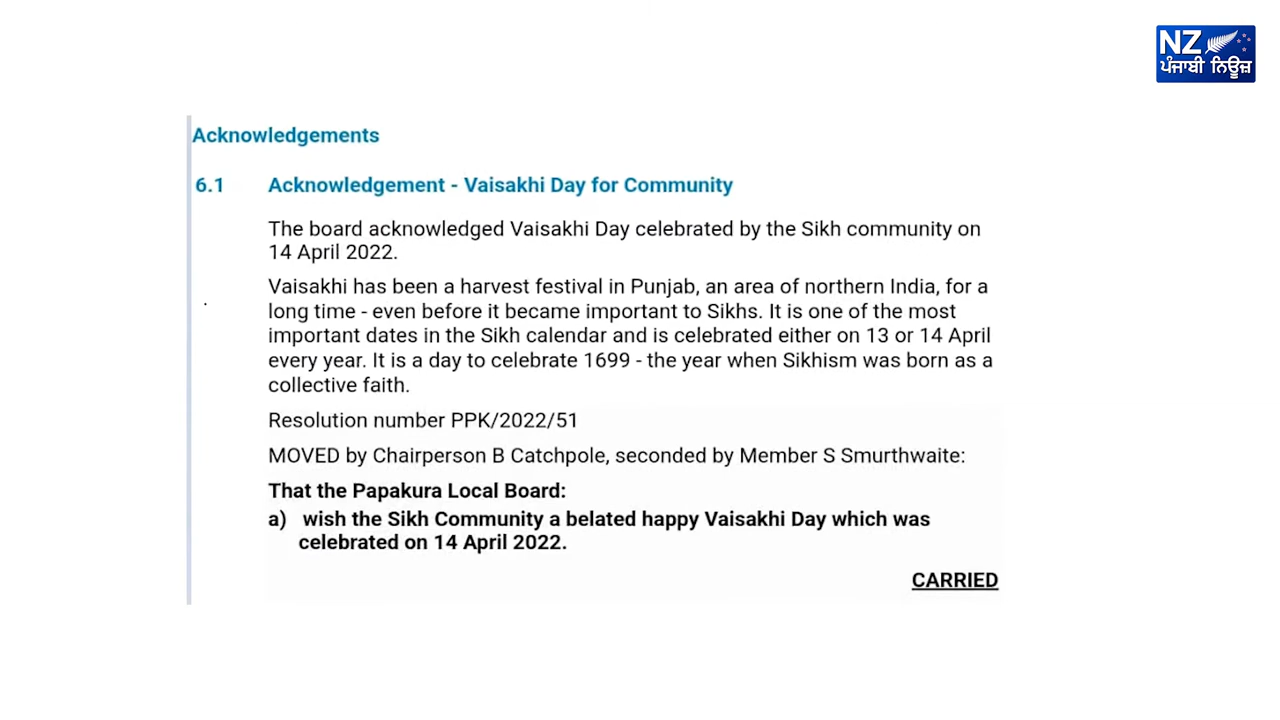 NZ
ਪੰਜਾਬੀ ਨਿਊਜ਼
Acknowledgements
6.1 Acknowledgement - Vaisakhi Day for Community
The board acknowledged Vaisakhi Day celebrated by the Sikh community on
14 April 2022.
Vaisakhi has been a harvest festival in Punjab, an area of northern India, for a
long time - even before it became important to Sikhs. It is one of the most
important dates in the Sikh calendar and is celebrated either on 13 or 14 April
every year. It is a day to celebrate 1699 - the year when Sikhism was born as a
collective faith.
Resolution number PPK/2022/51
MOVED by Chairperson B Catchpole, seconded by Member S Smurthwaite:
That the Papakura Local Board:
a) wish the Sikh Community a belated happy Vaisakhi Day which was
celebrated on 14 April 2022.
CARRIED